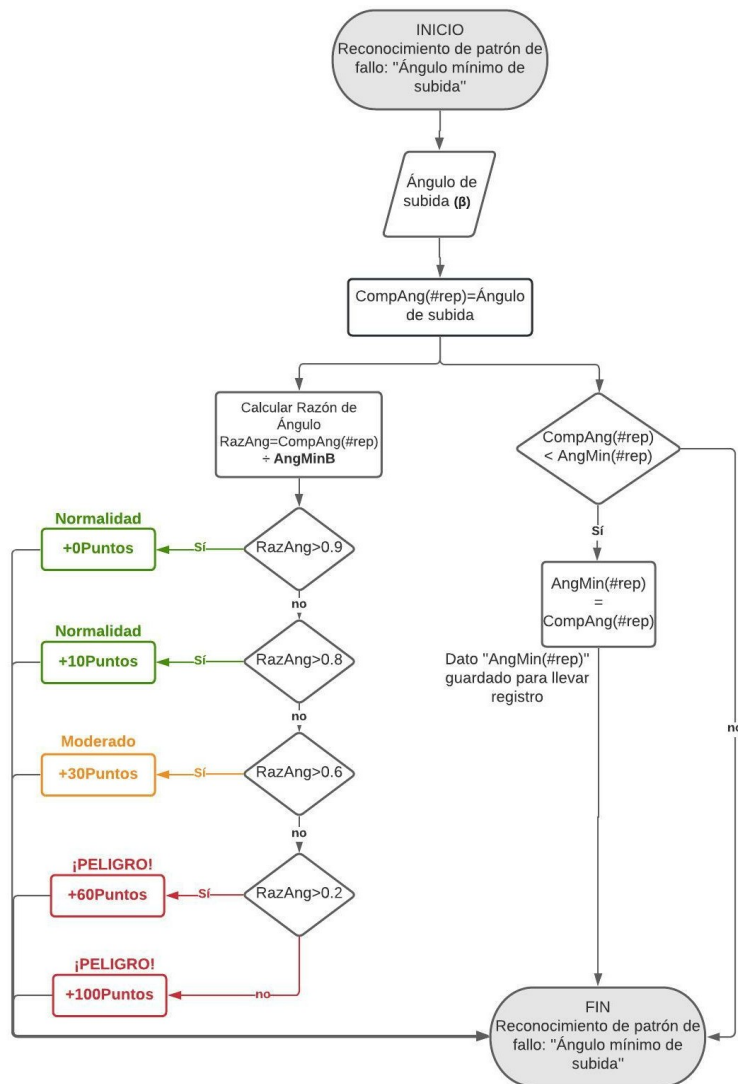 INICIO
Reconocimiento de patrón de
fallo: "Ángulo mínimo de
subida"
Ángulo de
subida (β)
CompAng(#rep)=Ángulo
de subida
Calcular Razón de
Ángulo
RazAng=CompAng(#rep)
÷ AngMinB
CompAng(#rep)
< AngMin(#rep)
Normalidad
+0Puntos
Sí
RazAng>0.9
no
Sí
AngMin(#rep)
=
CompAng(#rep)
Normalidad
+10Puntos
Sí
RazAng>0.8
no
Dato "AngMin(#rep)"
guardado para llevar
registro
no
Moderado
+30Puntos
Sí
RazAng>0.6
no
¡PELIGRO!
+60Puntos
Sí
RazAng>0.2
¡PELIGRO!
+100Puntos
no
FIN
Reconocimiento de patrón de
fallo: "Ángulo mínimo de
subida"